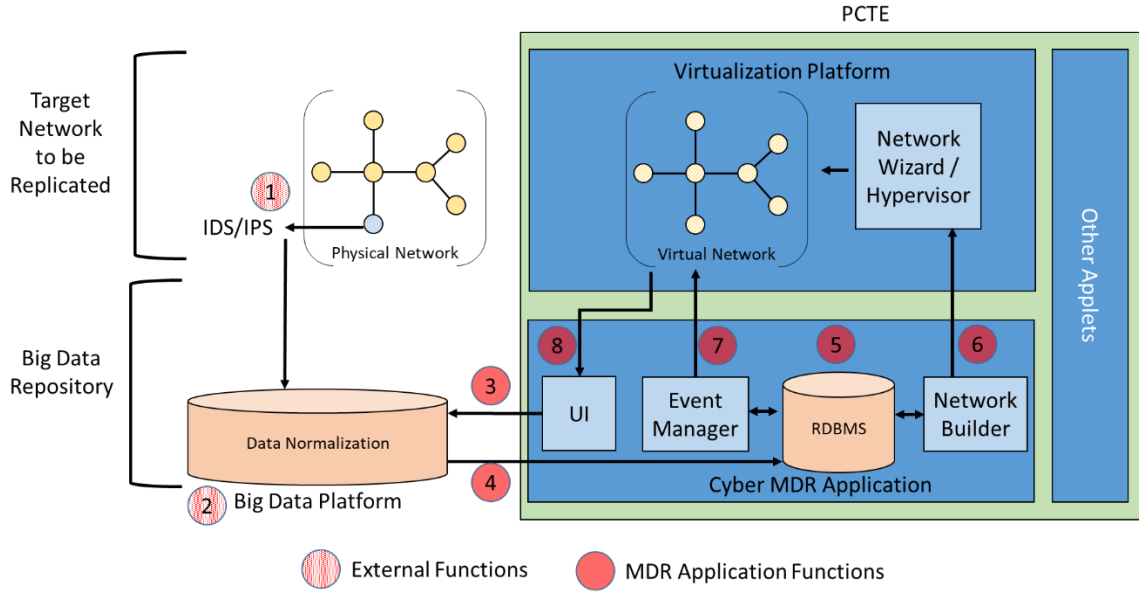 PCTE
Target
Network
to be
Replicated
1
IDS/IPS
Physical Network
Virtualization Platform
Virtual Network
Network
Wizard /
Hypervisor
Other Applets
Big Data
Repository
Data Normalization
2
Big Data Platform
3
4
8
UI
7
Event
Manager
5
RDBMS
6
Network
Builder
Cyber MDR Application
External Functions
MDR Application Functions